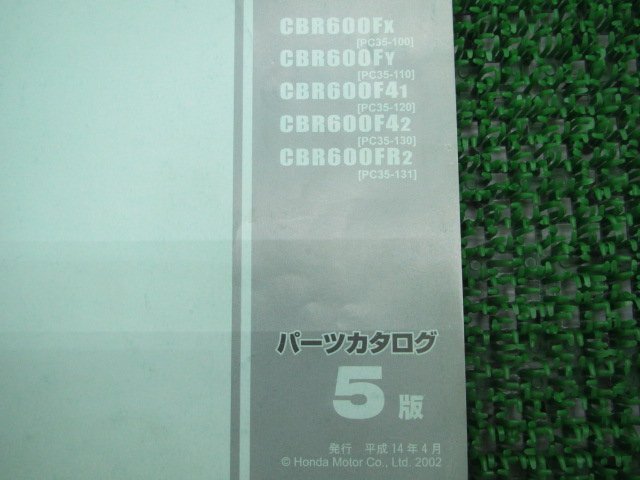 CBR600FX
[PC35-100]
CBR600FY
[PC35-110]
CBR600F41
[PC35-120]
CBR600F42
[PC35-130]
CBR600FR2
[PC35-131]
パーツカタログ
5版
発行 平成14年4月
© Honda Motor Co., Ltd. 2002